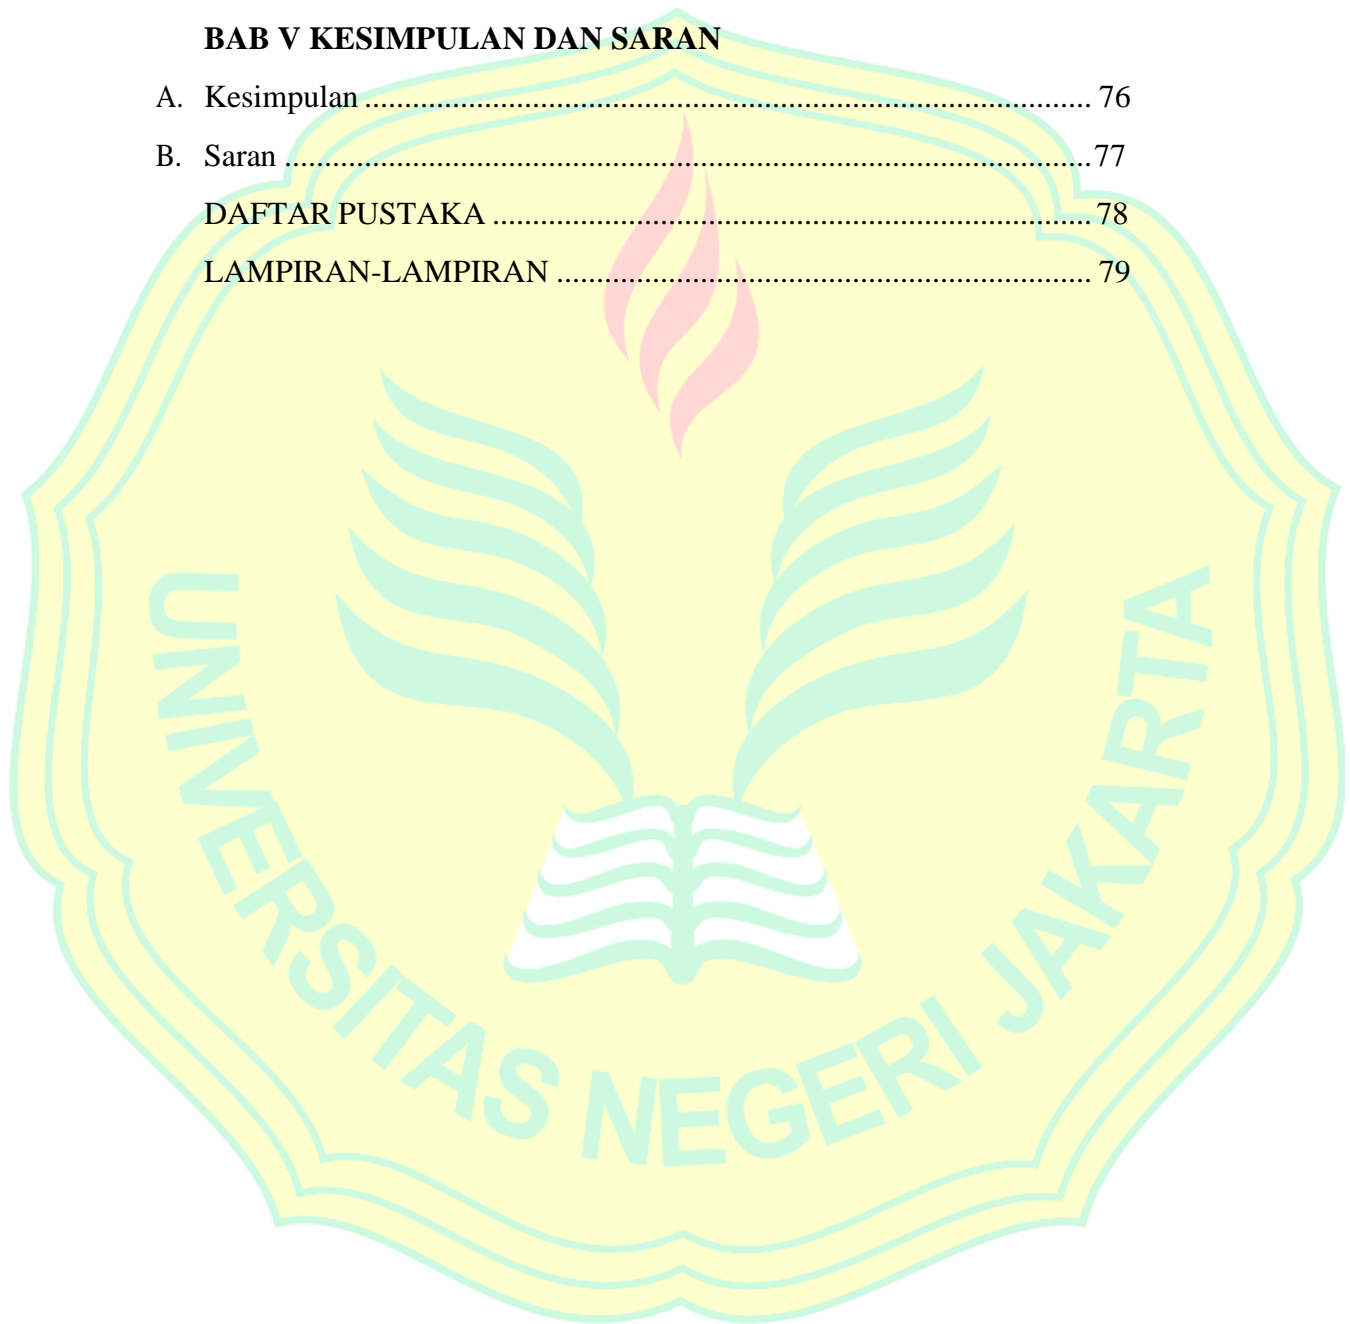 BAB V KESIMPULAN DAN SARAN
A. Kesimpulan ........................................................................................... 76
B. Saran .....................................................................................................77
DAFTAR PUSTAKA ........................................................................... 78
LAMPIRAN-LAMPIRAN ................................................................... 79
UNIVERSITAS NEGERI JAKARTA